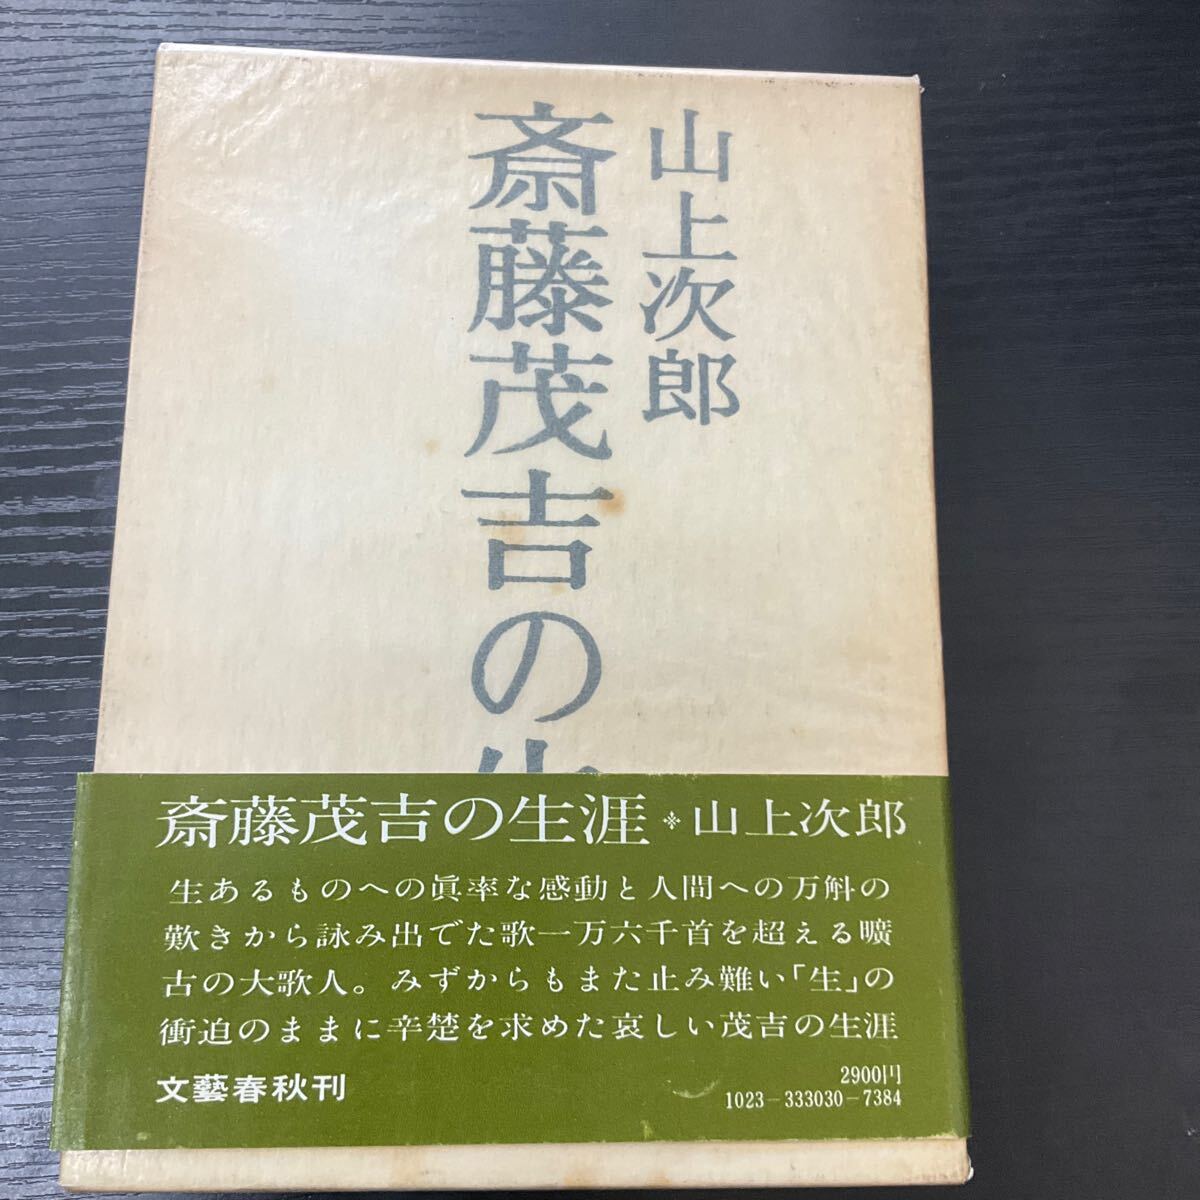 山上次郎
斎藤茂吉の生
斎藤茂吉の生涯*山上次郎
生あるものへの眞率な感動と人間への万斛の
歎きから詠み出でた歌一万六千首を超える曠
古の大歌人。みずからもまた止み難い「生」の
衝迫のままに辛楚を求めた哀しい茂吉の生涯
文藝春秋刊
2900円
1023-333030-7384